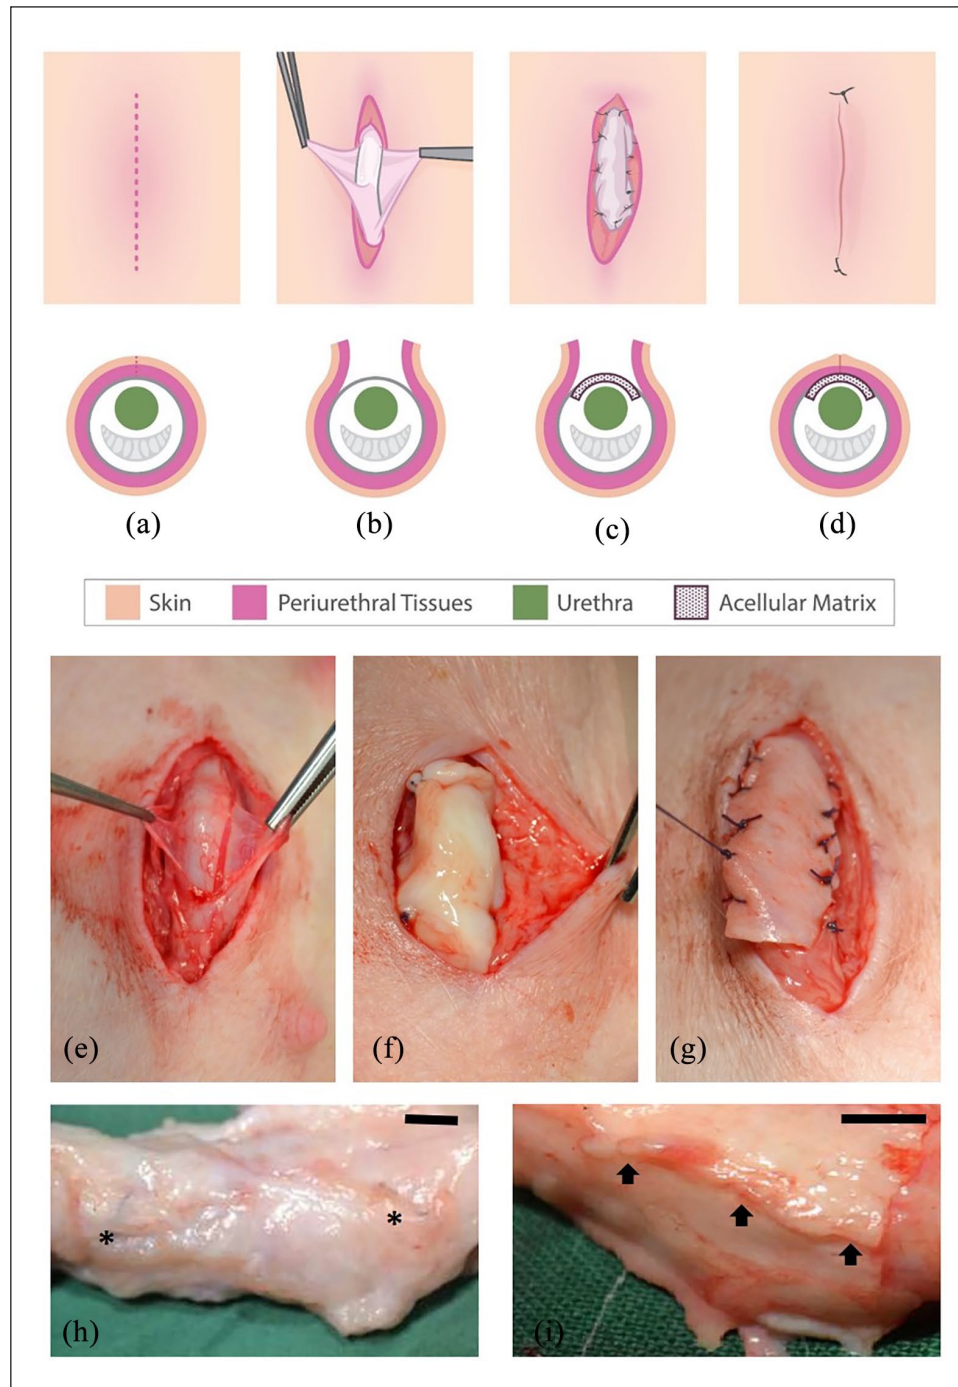 (a) (b) (c) (d)
Skin Periurethral Tissues Urethra Acellular Matrix
(e) (f) (g)
* *
(h) (i)